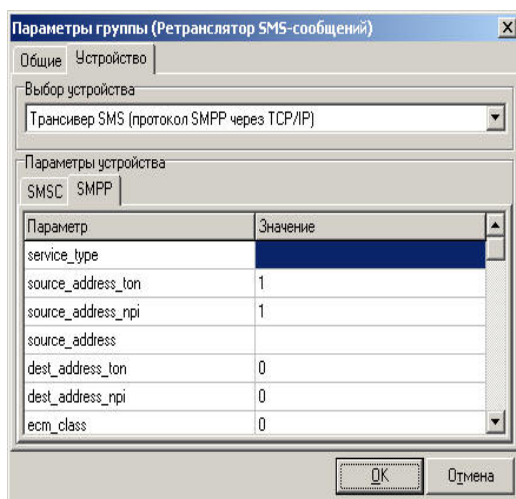 Параметры группы (Ретранслятор SMS-сообщений)
Общие Устройство
Выбор устройства
Трансивер SMS (протокол SMPP через TCP/IP)
Параметры устройства
SMSC SMPP
Параметр Значение
service_type
source_address_ton 1
source_address_npi 1
source_address
dest_address_ton 0
dest_address_npi 0
ecm_class 0
OK Отмена